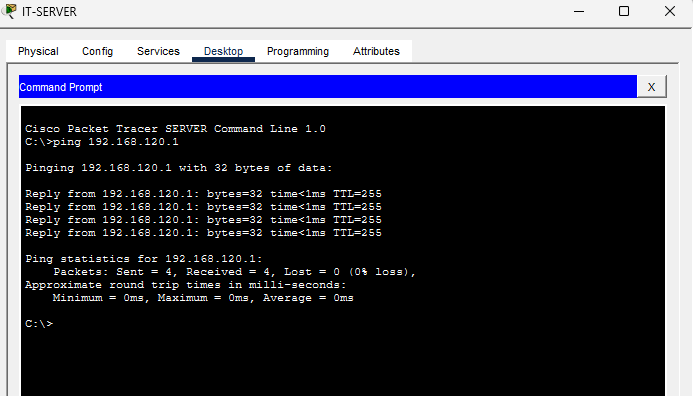 IT-SERVER
Physical Config Services Desktop Programming Attributes
Command Prompt
X
Cisco Packet Tracer SERVER Command Line 1.0
C:\>ping 192.168.120.1
Pinging 192.168.120.1 with 32 bytes of data:
Reply from 192.168.120.1: bytes=32 time<1ms TTL=255
Reply from 192.168.120.1: bytes=32 time<1ms TTL=255
Reply from 192.168.120.1: bytes=32 time<1ms TTL=255
Reply from 192.168.120.1: bytes=32 time<1ms TTL=255
Ping statistics for 192.168.120.1:
Packets: Sent = 4, Received = 4, Lost = 0 (0% loss),
Approximate round trip times in milli-seconds:
Minimum = 0ms, Maximum = 0ms, Average = 0ms
C:\>